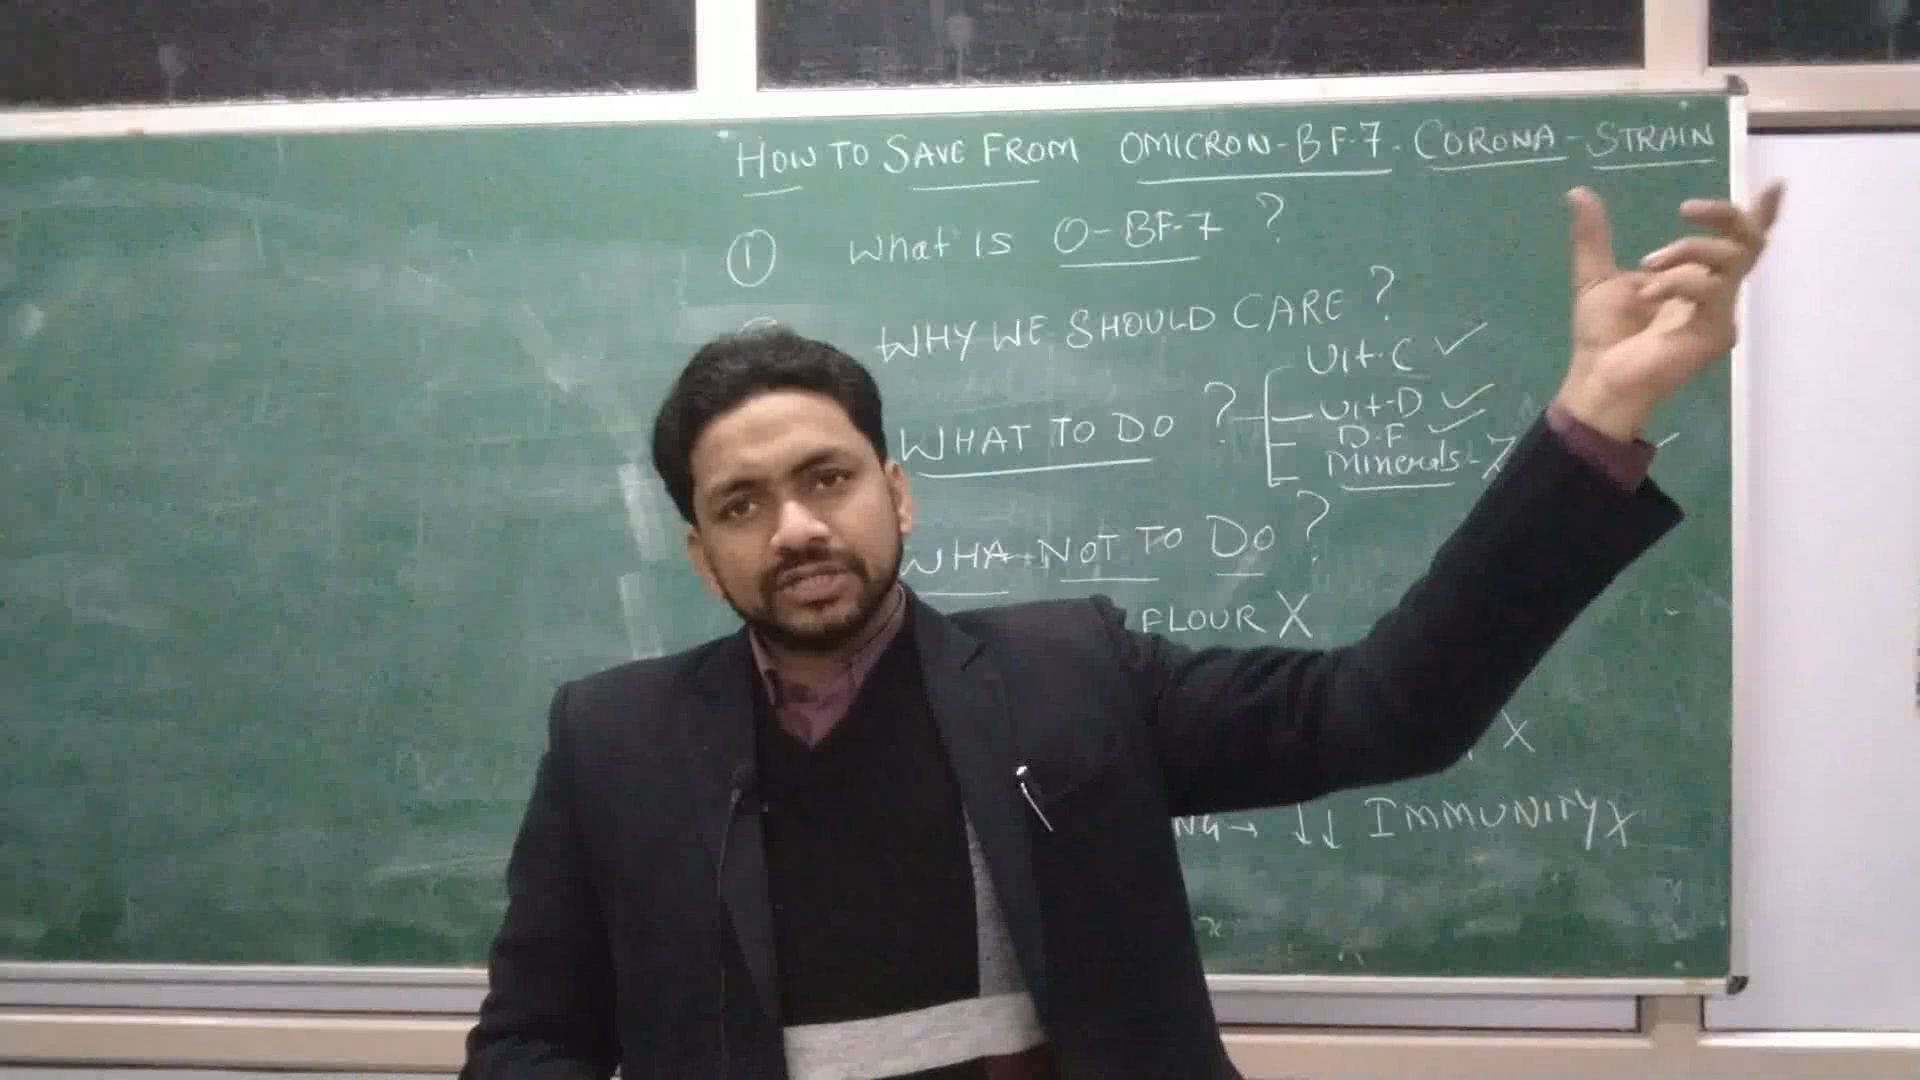 HOW TO SAVE FROM OMICRON-BF-7-CORONA-STRAIN
① What is O-BF-7 ?
WHY WE SHOULD CARE ?
WHAT TO DO ?
Vit-C ✓
Vit-D ✓
D.F ✓
Minerals- ✓
WHA NOT TO DO ?
FLOUR X
X
NG → ↓↓ IMMUNITY X